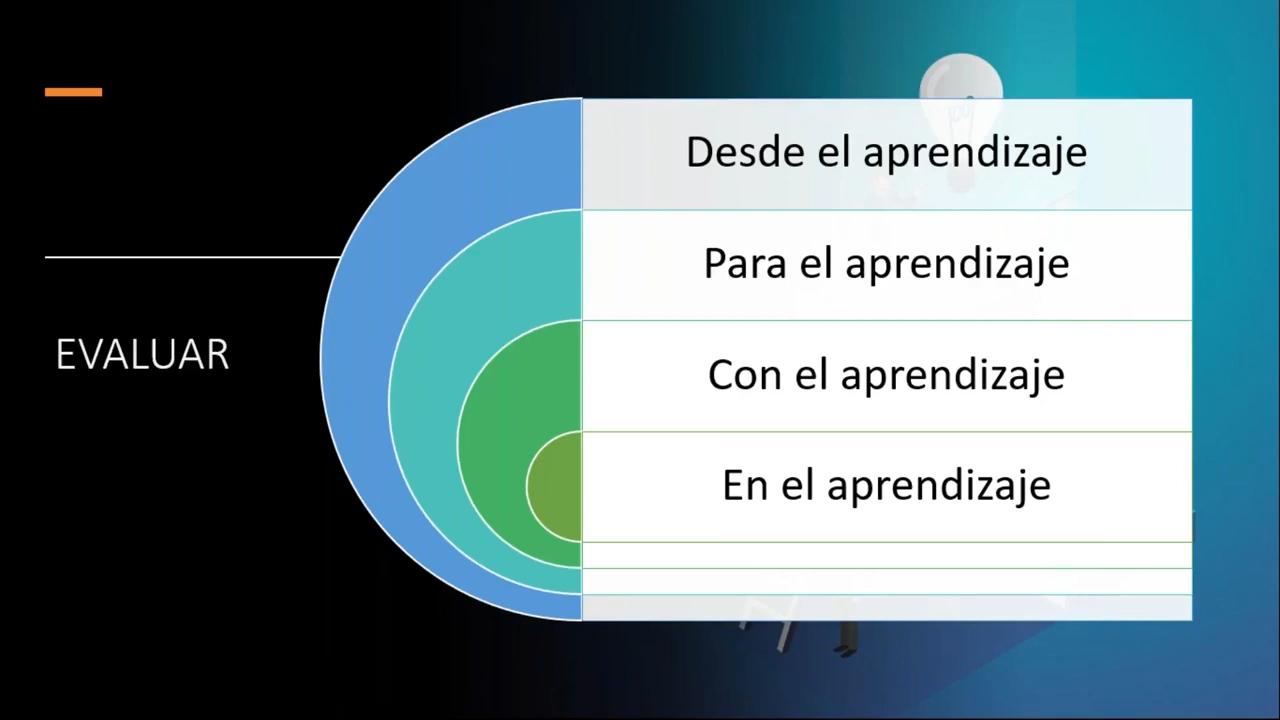 EVALUAR
Desde el aprendizaje
Para el aprendizaje
Con el aprendizaje
En el aprendizaje